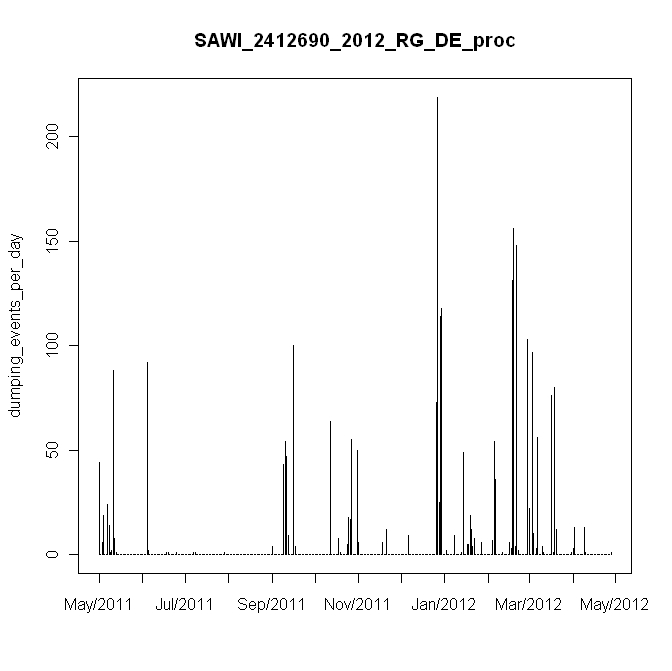 SAWI_2412690_2012_RG_DE_proc
dumping_events_per_day
200
150
100
50
0
May/2011 Jul/2011 Sep/2011 Nov/2011 Jan/2012 Mar/2012 May/2012